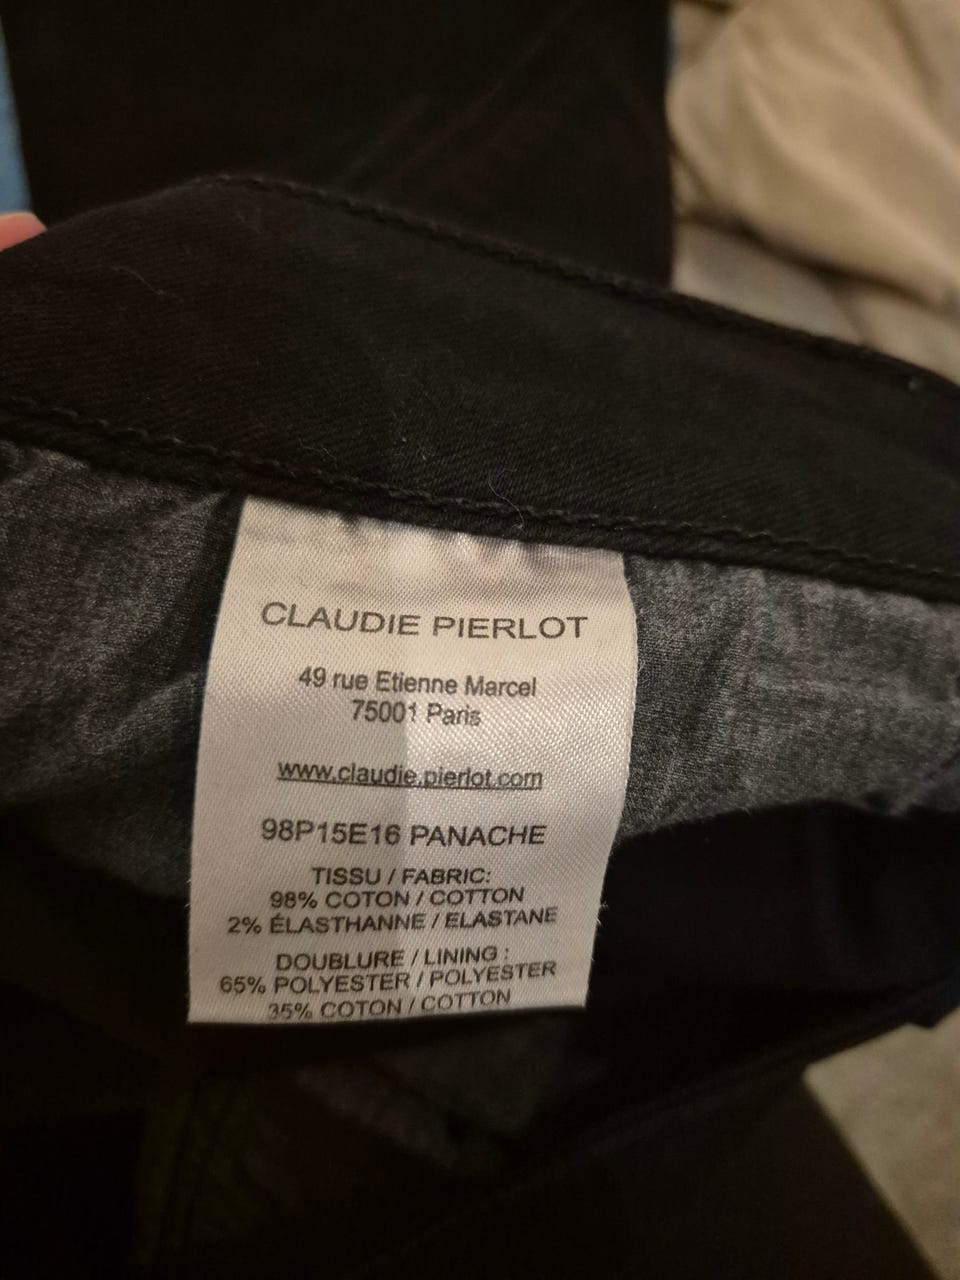 CLAUDIE PIERLOT
49 rue Etienne Marcel
75001 Paris
www.claudie.pierlot.com
98P15E16 PANACHE
TISSU / FABRIC:
98% COTON / COTTON
2% ÉLASTHANNE / ELASTANE
DOUBLURE / LINING :
65% POLYESTER / POLYESTER
35% COTON / COTTON